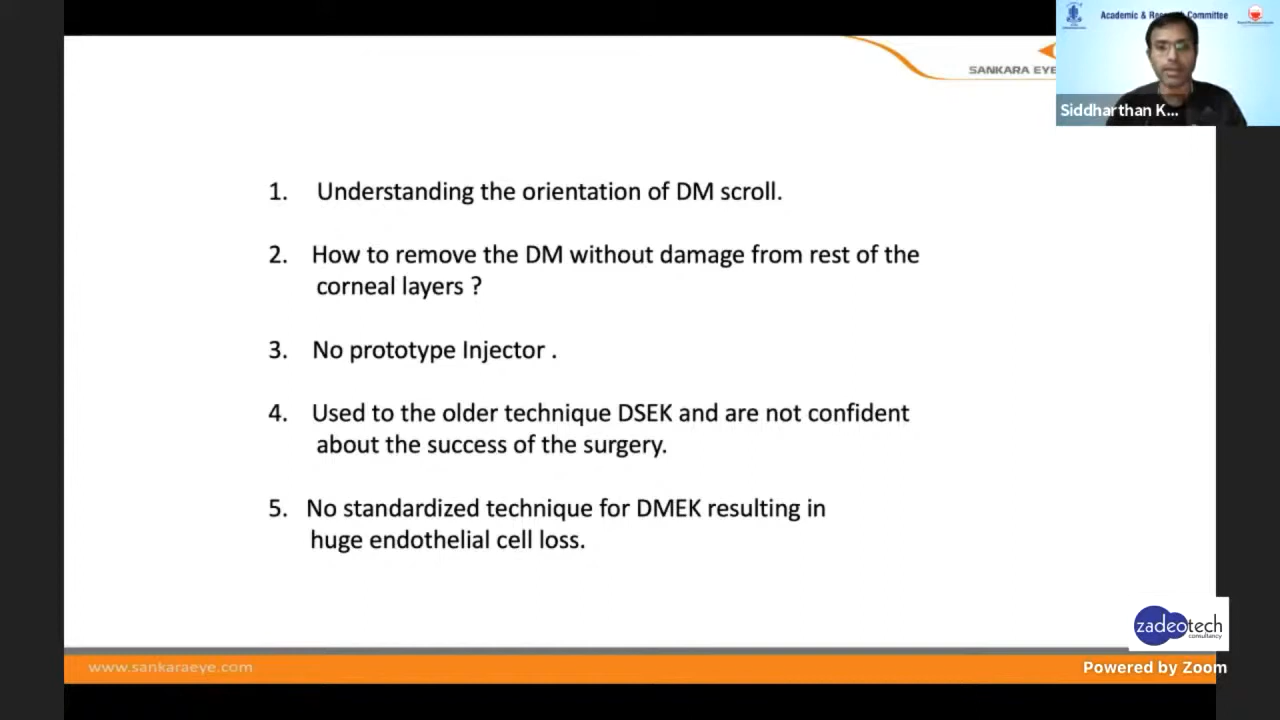 Academic & Re Committee
SANKARA EYE
Siddharthan K...
1. Understanding the orientation of DM scroll.
2. How to remove the DM without damage from rest of the
corneal layers ?
3. No prototype Injector .
4. Used to the older technique DSEK and are not confident
about the success of the surgery.
5. No standardized technique for DMEK resulting in
huge endothelial cell loss.
zadeotech
consultancy
www.sankaraeye.com
Powered by Zoom